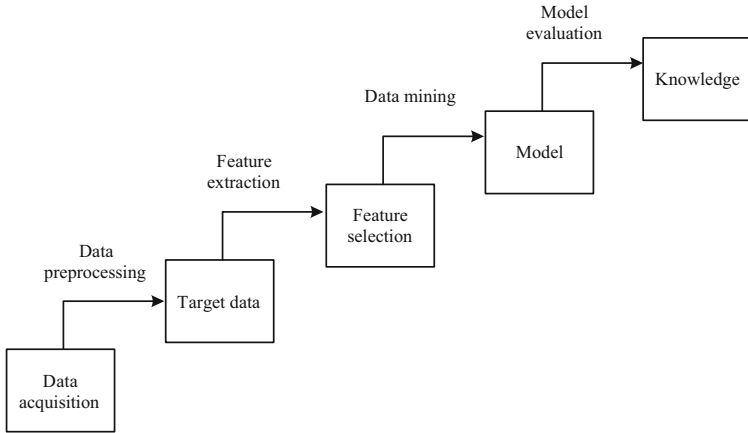 Model
evaluation
Knowledge
Data mining
Model
Feature
extraction
Feature
selection
Data
preprocessing
Target data
Data
acquisition